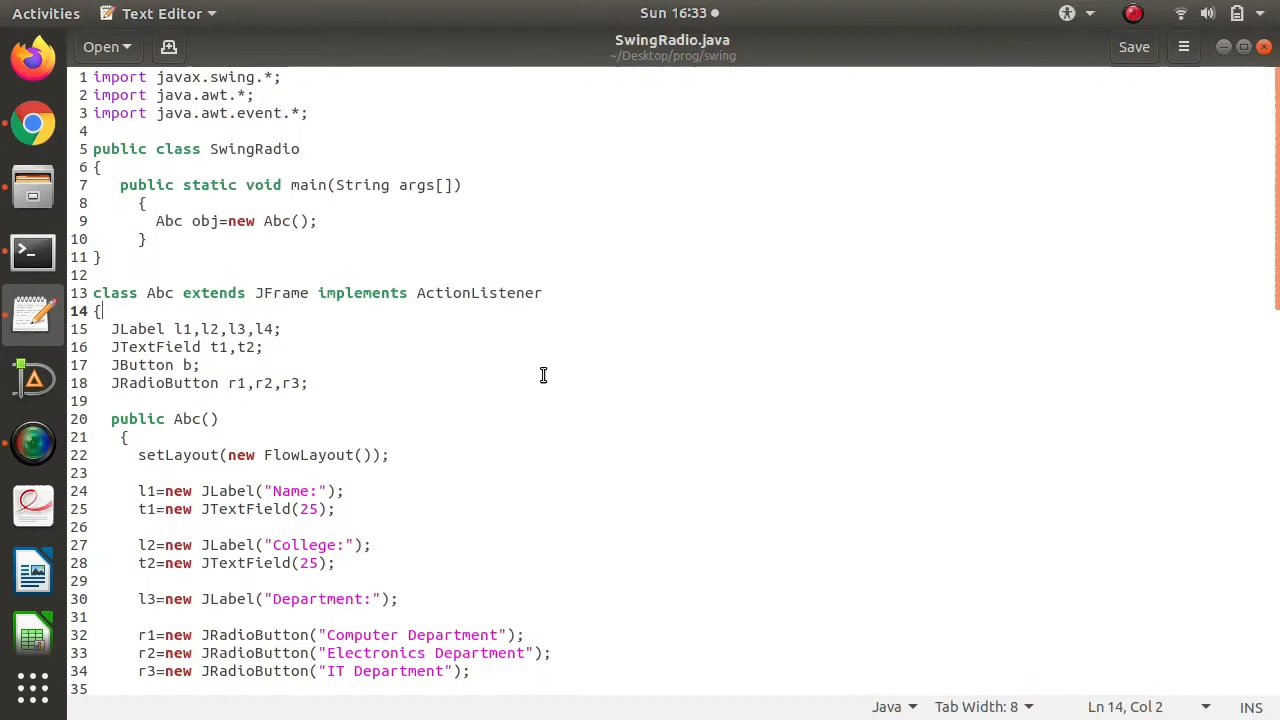 Activities Text Editor Sun 16:33
Open SwingRadio.java Save
~/Desktop/prog/swing
1 import javax.swing.*;
2 import java.awt.*;
3 import java.awt.event.*;
4
5 public class SwingRadio
6 {
7 public static void main(String args[])
8 {
9 Abc obj=new Abc();
10 }
11 }
12
13 class Abc extends JFrame implements ActionListener
14 {
15 JLabel l1,l2,l3,l4;
16 JTextField t1,t2;
17 JButton b;
18 JRadioButton r1,r2,r3;
19
20 public Abc()
21 {
22 setLayout(new FlowLayout());
23
24 l1=new JLabel("Name:");
25 t1=new JTextField(25);
26
27 l2=new JLabel("College:");
28 t2=new JTextField(25);
29
30 l3=new JLabel("Department:");
31
32 r1=new JRadioButton("Computer Department");
33 r2=new JRadioButton("Electronics Department");
34 r3=new JRadioButton("IT Department");
35
Java Tab Width: 8 Ln 14, Col 2 INS